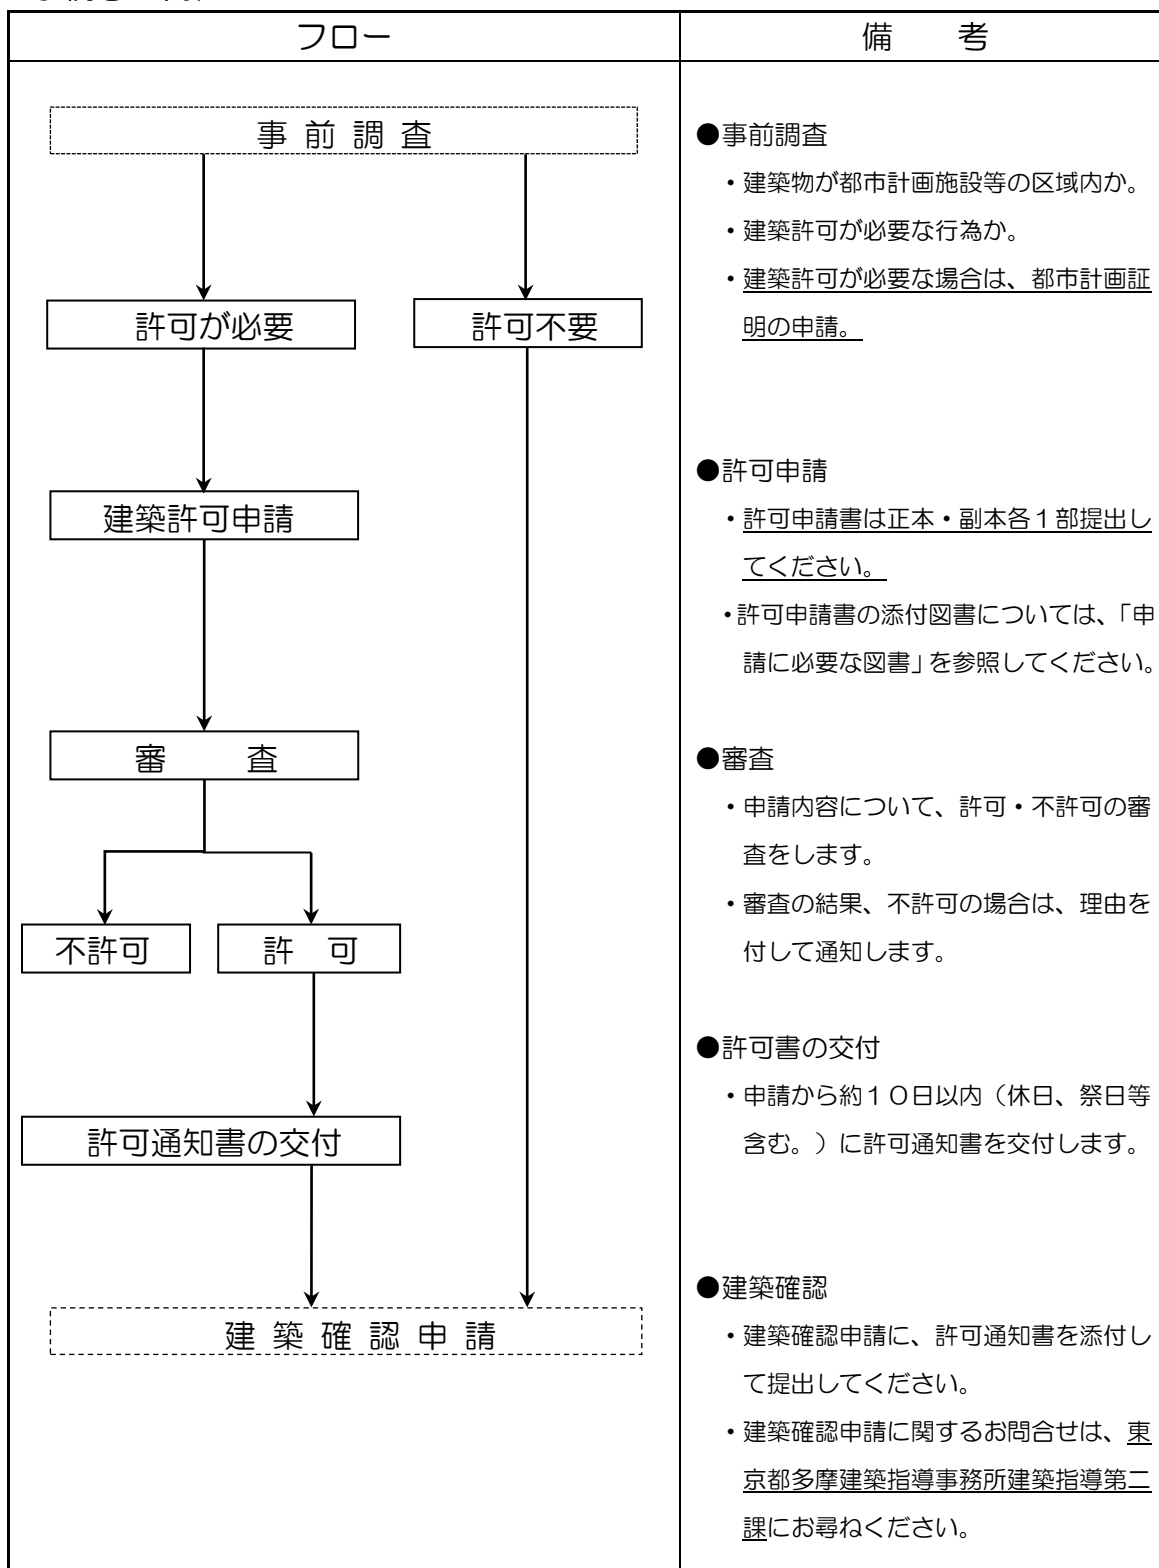 フロー
備　　考
事 前 調 査
許可が必要
許可不要
建築許可申請
審　　査
不許可
許　可
許可通知書の交付
建 築 確 認 申 請
●事前調査
・建築物が都市計画施設等の区域内か。
・建築許可が必要な行為か。
・建築許可が必要な場合は、都市計画証
明の申請。
●許可申請
・許可申請書は正本・副本各１部提出し
てください。
・許可申請書の添付図書については、「申
請に必要な図書」を参照してください。
●審査
・申請内容について、許可・不許可の審
査をします。
・審査の結果、不許可の場合は、理由を
付して通知します。
●許可書の交付
・申請から約１０日以内（休日、祭日等
含む。）に許可通知書を交付します。
●建築確認
・建築確認申請に、許可通知書を添付し
て提出してください。
・建築確認申請に関するお問合せは、東
京都多摩建築指導事務所建築指導第二
課にお尋ねください。